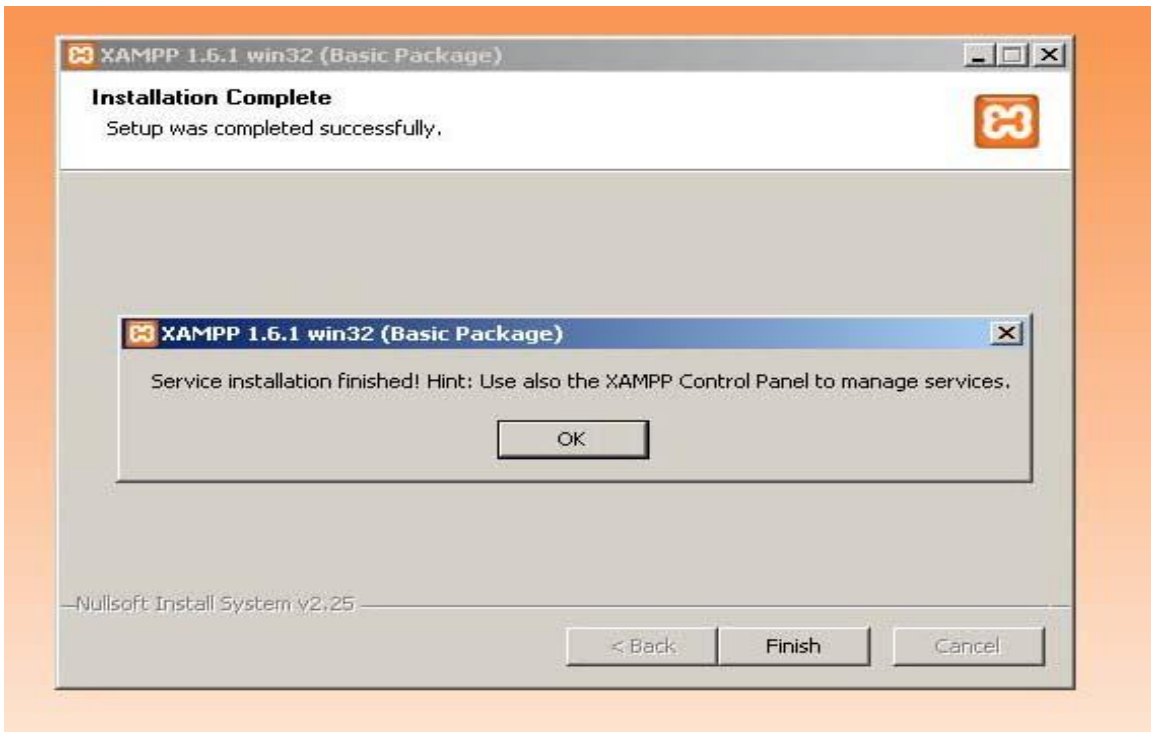 XAMPP 1.6.1 win32 (Basic Package)
Installation Complete
Setup was completed successfully.
XAMPP 1.6.1 win32 (Basic Package)
Service installation finished! Hint: Use also the XAMPP Control Panel to manage services.
OK
Nullsoft Install System v2.25
< Back Finish Cancel